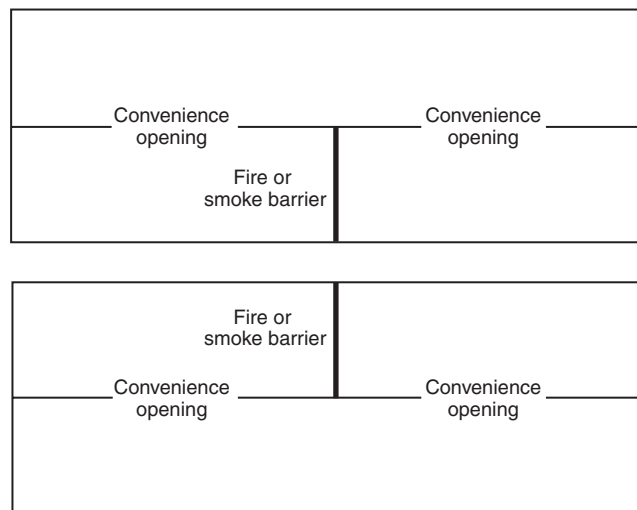 Convenience
opening
Convenience
opening
Fire or
smoke barrier
Fire or
smoke barrier
Convenience
opening
Convenience
opening